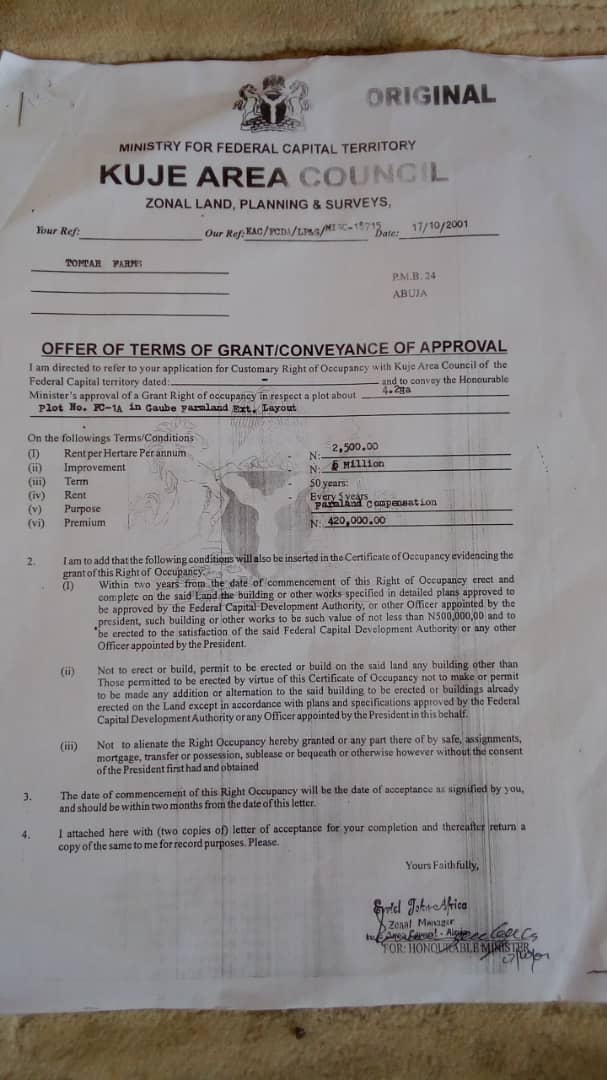 ORIGINAL
MINISTRY FOR FEDERAL CAPITAL TERRITORY
KUJE AREA COUNCIL
ZONAL LAND, PLANNING & SURVEYS,
Your Ref: Our Ref: KAC/FCDA/LP&S/MISC-18715 Date: 17/10/2001
TOMTAR FARMS
P.M.B. 24
ABUJA
OFFER OF TERMS OF GRANT/CONVEYANCE OF APPROVAL
I am directed to refer to your application for Customary Right of Occupancy with Kuje Area Council of the
Federal Capital territory dated: - and to convey the Honourable
Minister's approval of a Grant Right of occupancy in respect a plot about 4.2Ha
Plot No. FC-1A in Gaube Farmland Ext. Layout
On the followings Terms/Conditions
(I) Rent per Hertare Per annum - N: 2,500.00
(ii) Improvement - N: Million
(iii) Term - 50 years:
(iv) Rent - Every 5 years
(v) Purpose Farmland Compensation
(vi) Premium N: 420,000.00
2. I am to add that the following conditions will also be inserted in the Certificate of Occupancy evidencing the
grant of this Right of Occupancy:
(I) Within two years from the date of commencement of this Right of Occupancy erect and
complete on the said Land the building or other works specified in detailed plans approved to
be approved by the Federal Capital Development Authority, or other Officer appointed by the
president, such building or other works to be such value of not less than N500,000,00 and to
be erected to the satisfaction of the said Federal Capital Development Authority or any other
Officer appointed by the President.
(ii) Not to erect or build, permit to be erected or build on the said land any building other than
Those permitted to be erected by virtue of this Certificate of Occupancy not to make or permit
to be made any addition or alternation to the said building to be erected or buildings already
erected on the Land except in accordance with plans and specifications approved by the Federal
Capital Development Authority or any Officer appointed by the President in this behalf.
(iii) Not to alienate the Right Occupancy hereby granted or any part there of by safe, assignments,
mortgage, transfer or possession, sublease or bequeath or otherwise however without the consent
of the President first had and obtained
3. The date of commencement of this Right Occupancy will be the date of acceptance as signified by you,
and should be within two months from the date of this letter.
4. I attached here with (two copies of) letter of acceptance for your completion and thereafter return a
copy of the same to me for record purposes. Please.
Yours Faithfully,
Zonal Manager
FOR: HONOURABLE MINISTER